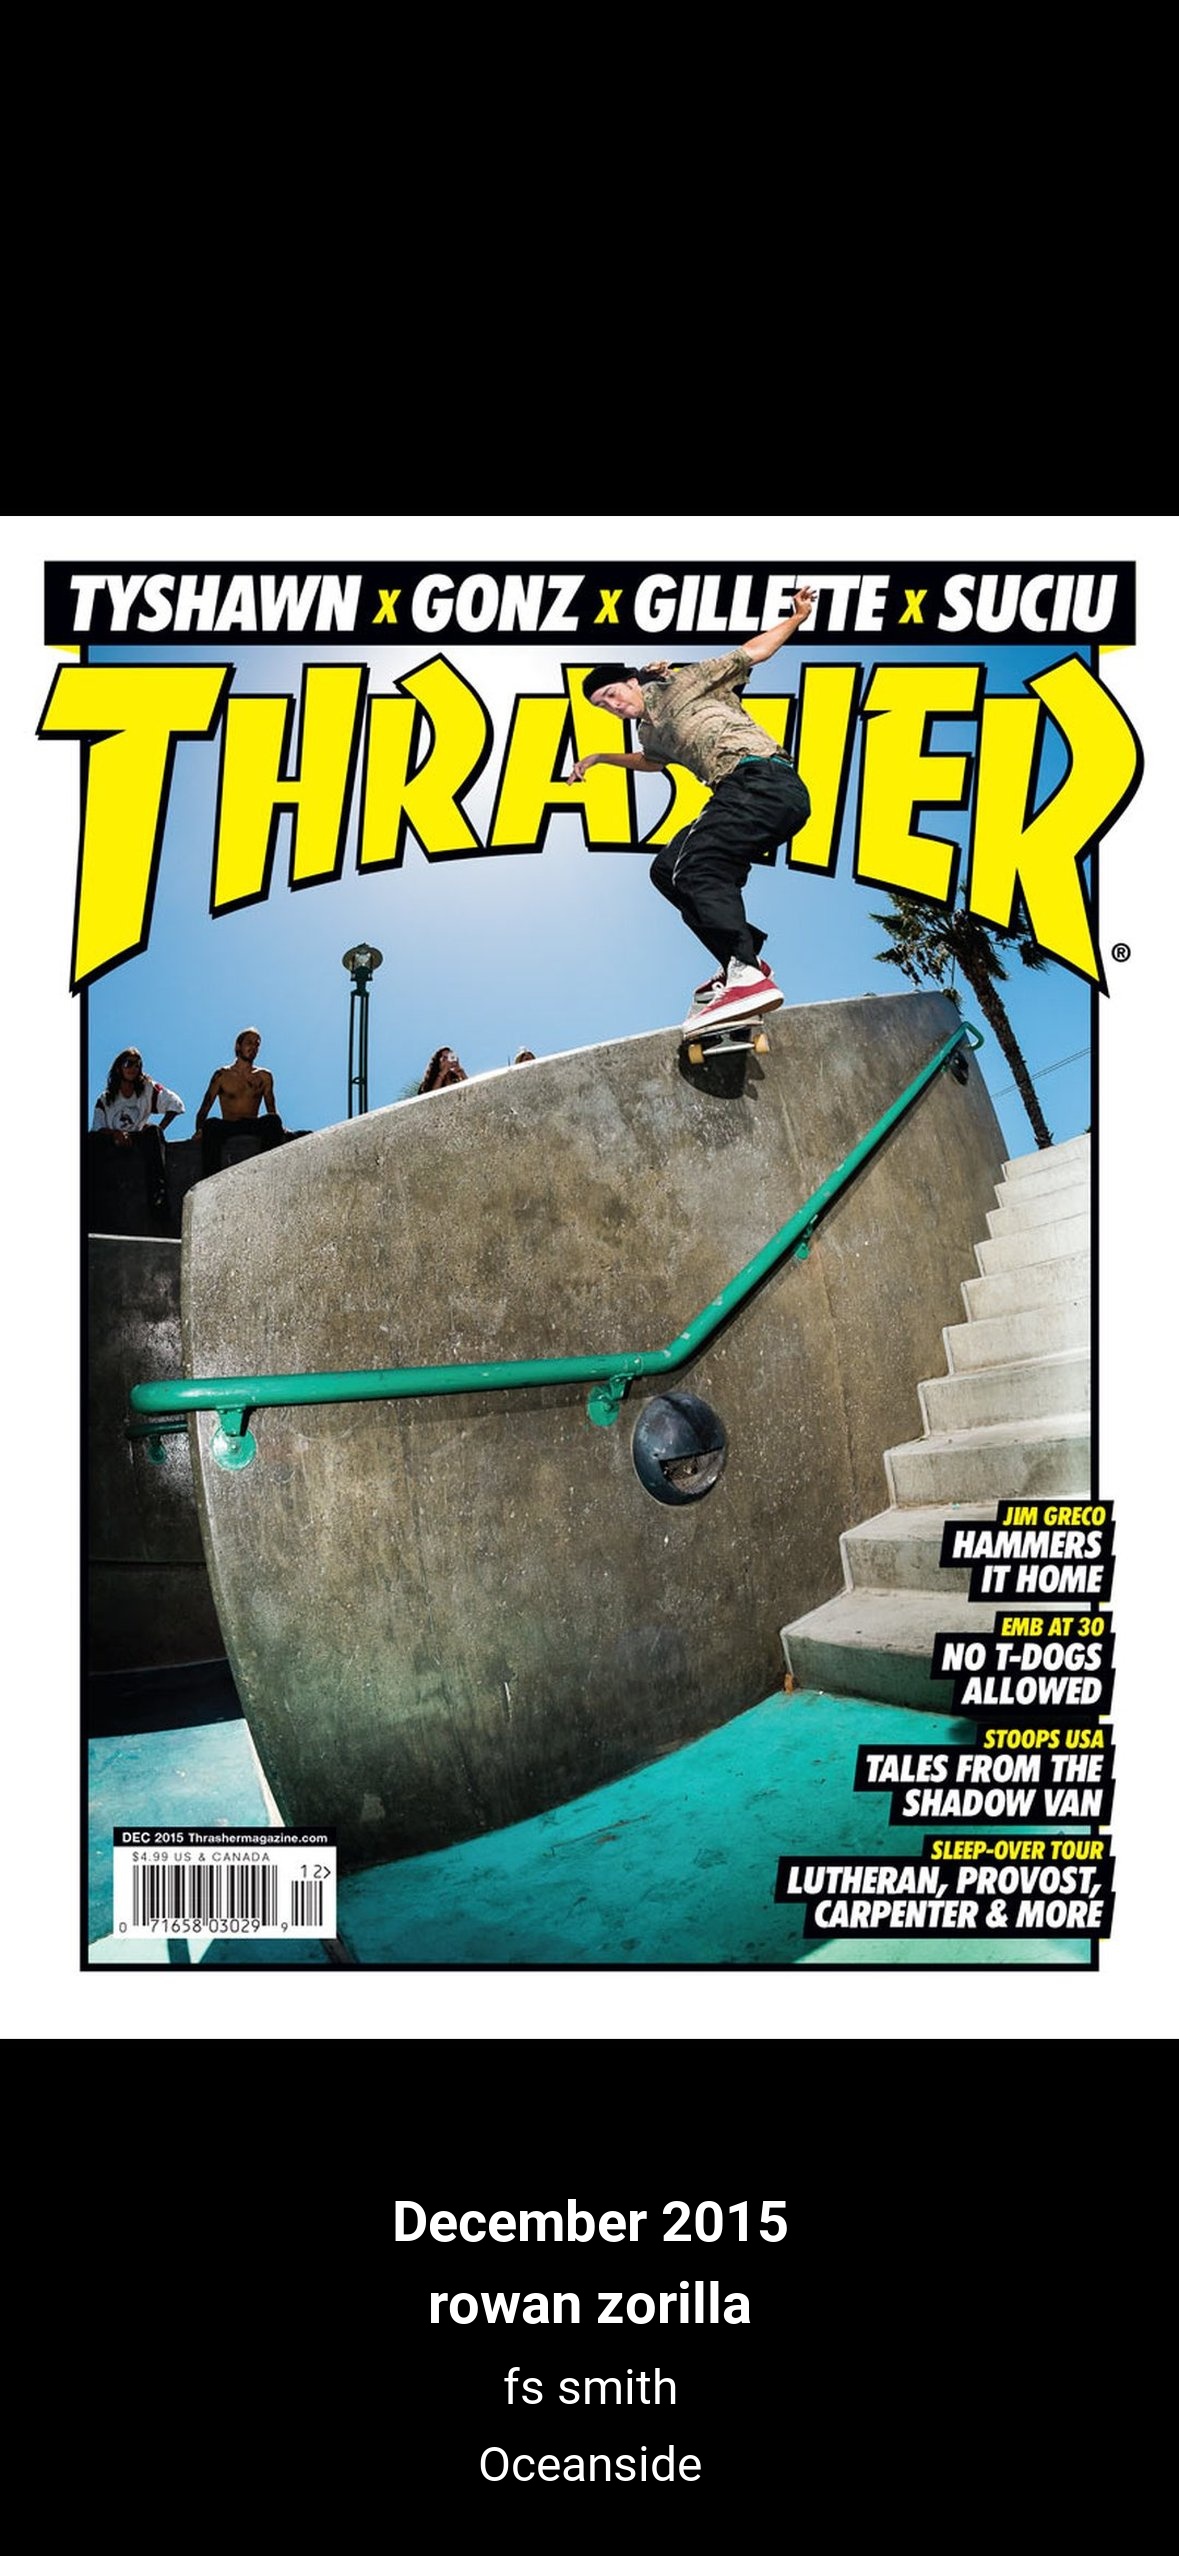 TYSHAWN x GONZ x GILLETTE x SUCIU
THRASHER
®
JIM GRECO
HAMMERS
IT HOME
EMB AT 30
NO T-DOGS
ALLOWED
STOOPS USA
TALES FROM THE
SHADOW VAN
SLEEP-OVER TOUR
LUTHERAN, PROVOST,
CARPENTER & MORE
DEC 2015 Thrashermagazine.com
$4.99 US & CANADA
12>
0 71658 03029 9
December 2015
rowan zorilla
fs smith
Oceanside